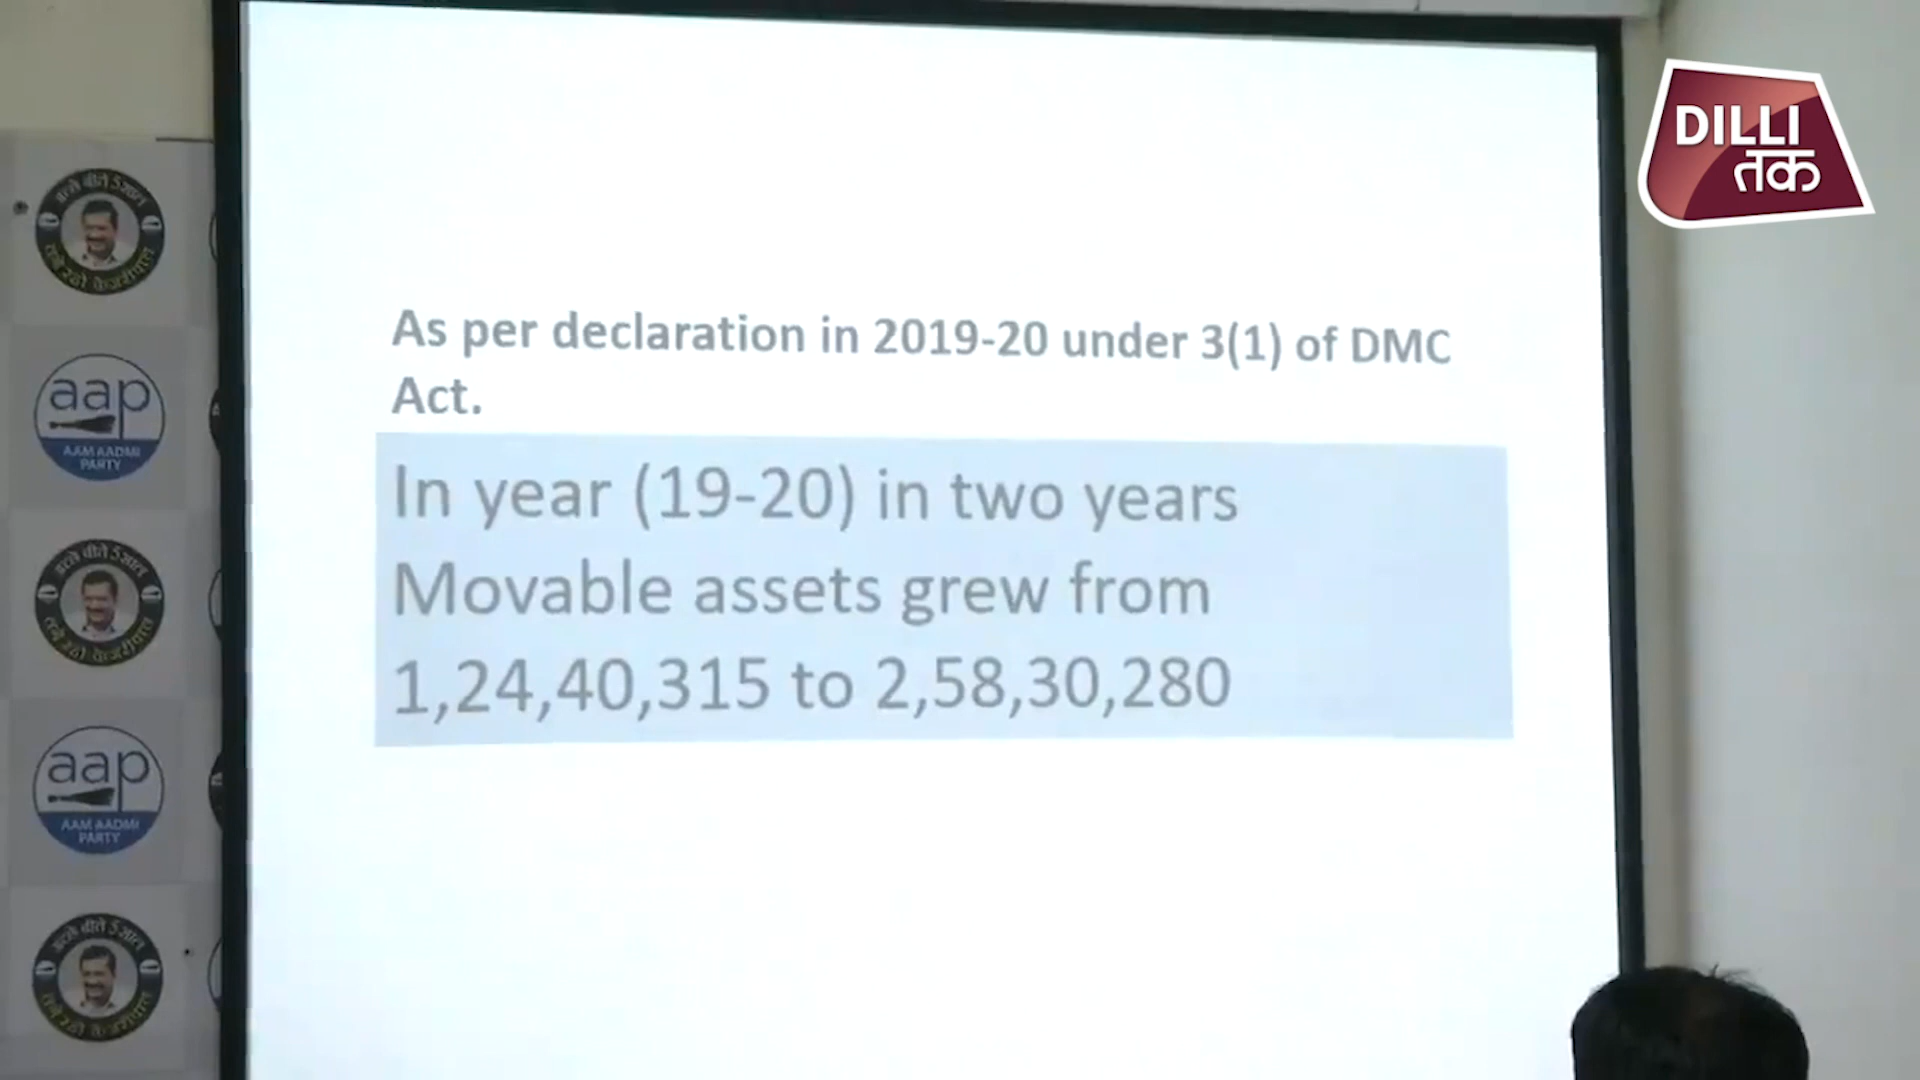 DILLI
तक
As per declaration in 2019-20 under 3(1) of DMC
Act.
In year (19-20) in two years
Movable assets grew from
1,24,40,315 to 2,58,30,280
aap
AAM AADMI
PARTY
aap
AAM AADMI
PARTY